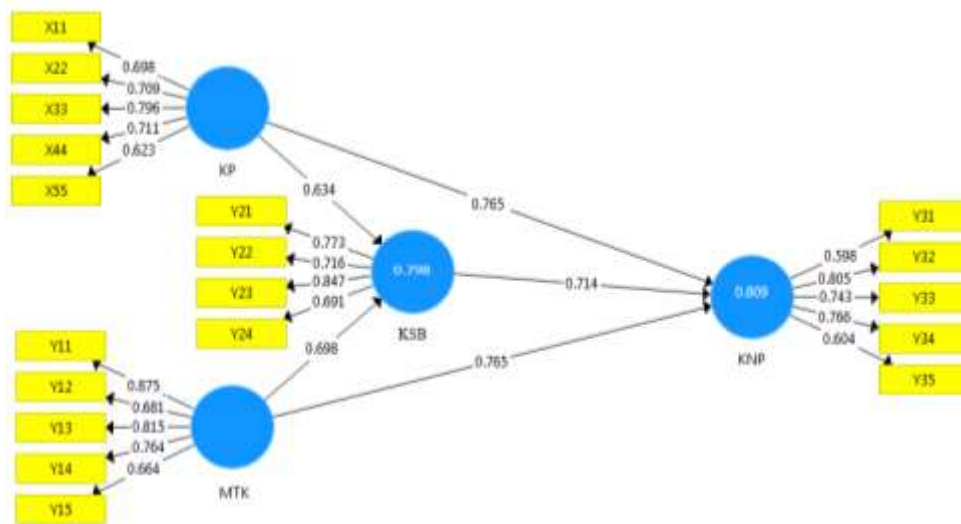 X11
X22
X33
X44
X55
0.698
0.709
0.796
0.711
0.623
KP
0.634
0.765
Y21
Y22
Y23
Y24
0.773
0.716
0.847
0.691
0.798
KSB
0.714
0.698
0.765
Y11
Y12
Y13
Y14
Y15
0.875
0.681
0.815
0.764
0.664
MTK
0.809
KNP
0.598
0.805
0.743
0.766
0.604
Y31
Y32
Y33
Y34
Y35